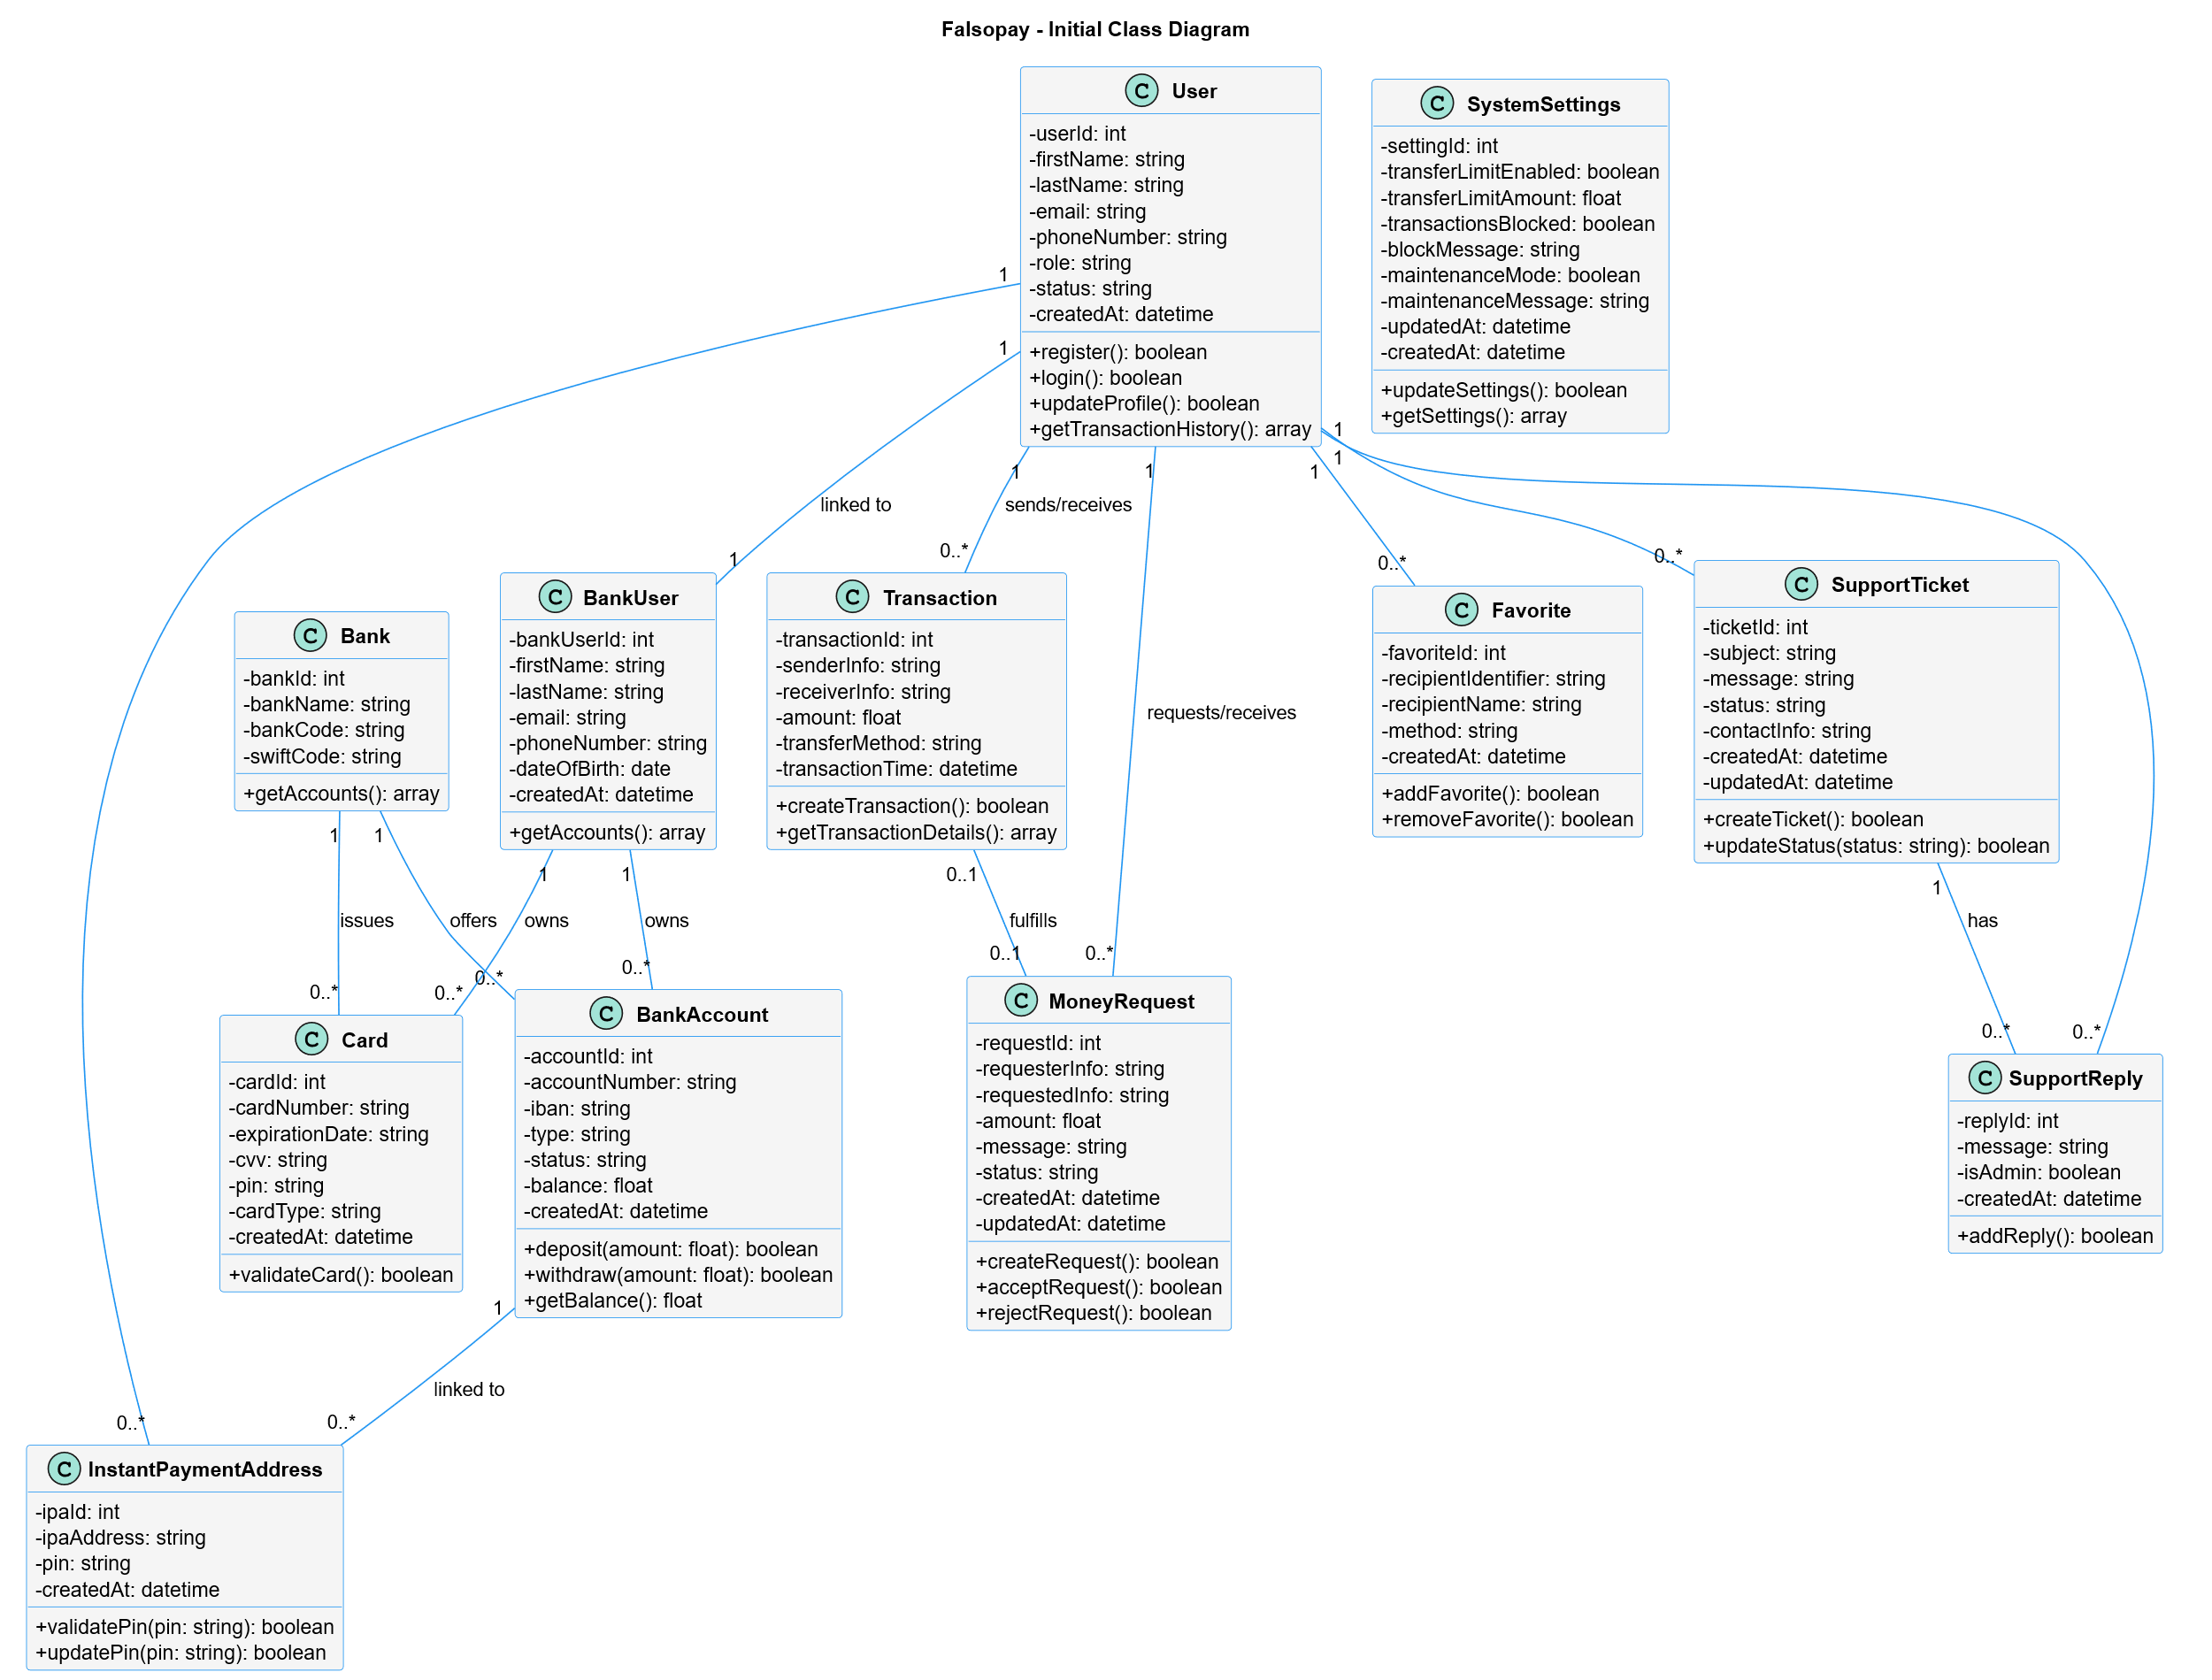 Falsopay - Initial Class Diagram
C User
-userId: int
-firstName: string
-lastName: string
-email: string
-phoneNumber: string
-role: string
-status: string
-createdAt: datetime
+register(): boolean
+login(): boolean
+updateProfile(): boolean
+getTransactionHistory(): array
C SystemSettings
-settingId: int
-transferLimitEnabled: boolean
-transferLimitAmount: float
-transactionsBlocked: boolean
-blockMessage: string
-maintenanceMode: boolean
-maintenanceMessage: string
-updatedAt: datetime
-createdAt: datetime
+updateSettings(): boolean
+getSettings(): array
1
1
1
1
1
1
1
linked to
sends/receives
requests/receives
1
0..*
0..*
0..*
C Bank
-bankId: int
-bankName: string
-bankCode: string
-swiftCode: string
+getAccounts(): array
C BankUser
-bankUserId: int
-firstName: string
-lastName: string
-email: string
-phoneNumber: string
-dateOfBirth: date
-createdAt: datetime
+getAccounts(): array
C Transaction
-transactionId: int
-senderInfo: string
-receiverInfo: string
-amount: float
-transferMethod: string
-transactionTime: datetime
+createTransaction(): boolean
+getTransactionDetails(): array
C Favorite
-favoriteId: int
-recipientIdentifier: string
-recipientName: string
-method: string
-createdAt: datetime
+addFavorite(): boolean
+removeFavorite(): boolean
C SupportTicket
-ticketId: int
-subject: string
-message: string
-status: string
-contactInfo: string
-createdAt: datetime
-updatedAt: datetime
+createTicket(): boolean
+updateStatus(status: string): boolean
1
1
1
1
0..1
1
issues
offers
owns
owns
fulfills
has
0..*
0..*
0..*
0..*
0..1
0..*
0..*
0..*
C Card
-cardId: int
-cardNumber: string
-expirationDate: string
-cvv: string
-pin: string
-cardType: string
-createdAt: datetime
+validateCard(): boolean
C BankAccount
-accountId: int
-accountNumber: string
-iban: string
-type: string
-status: string
-balance: float
-createdAt: datetime
+deposit(amount: float): boolean
+withdraw(amount: float): boolean
+getBalance(): float
C MoneyRequest
-requestId: int
-requesterInfo: string
-requestedInfo: string
-amount: float
-message: string
-status: string
-createdAt: datetime
-updatedAt: datetime
+createRequest(): boolean
+acceptRequest(): boolean
+rejectRequest(): boolean
C SupportReply
-replyId: int
-message: string
-isAdmin: boolean
-createdAt: datetime
+addReply(): boolean
1
linked to
0..*
0..*
C InstantPaymentAddress
-ipaId: int
-ipaAddress: string
-pin: string
-createdAt: datetime
+validatePin(pin: string): boolean
+updatePin(pin: string): boolean